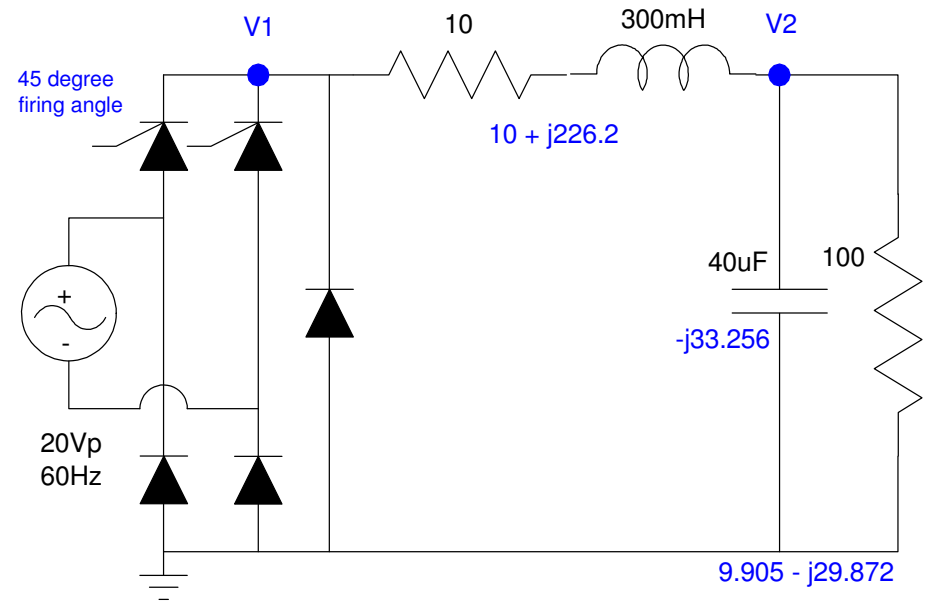 V1
10
300mH
V2
45 degree
firing angle
10 + j226.2
+
-
40uF
100
-j33.256
20Vp
60Hz
9.905 - j29.872